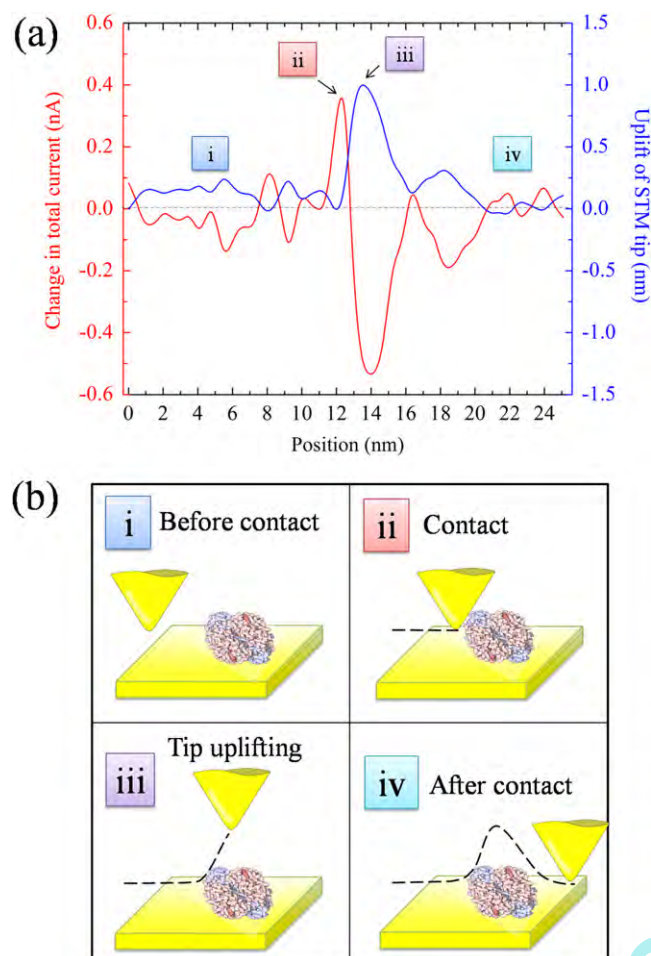 (a)
Change in total current (nA)
0.6
0.4
0.2
0.0
-0.2
-0.4
-0.6
ii
iii
i
iv
1.5
1.0
0.5
0.0
-0.5
-1.0
-1.5
Uplift of STM tip (nm)
0 2 4 6 8 10 12 14 16 18 20 22 24
Position (nm)
(b)
i Before contact
ii Contact
iii Tip uplifting
iv After contact